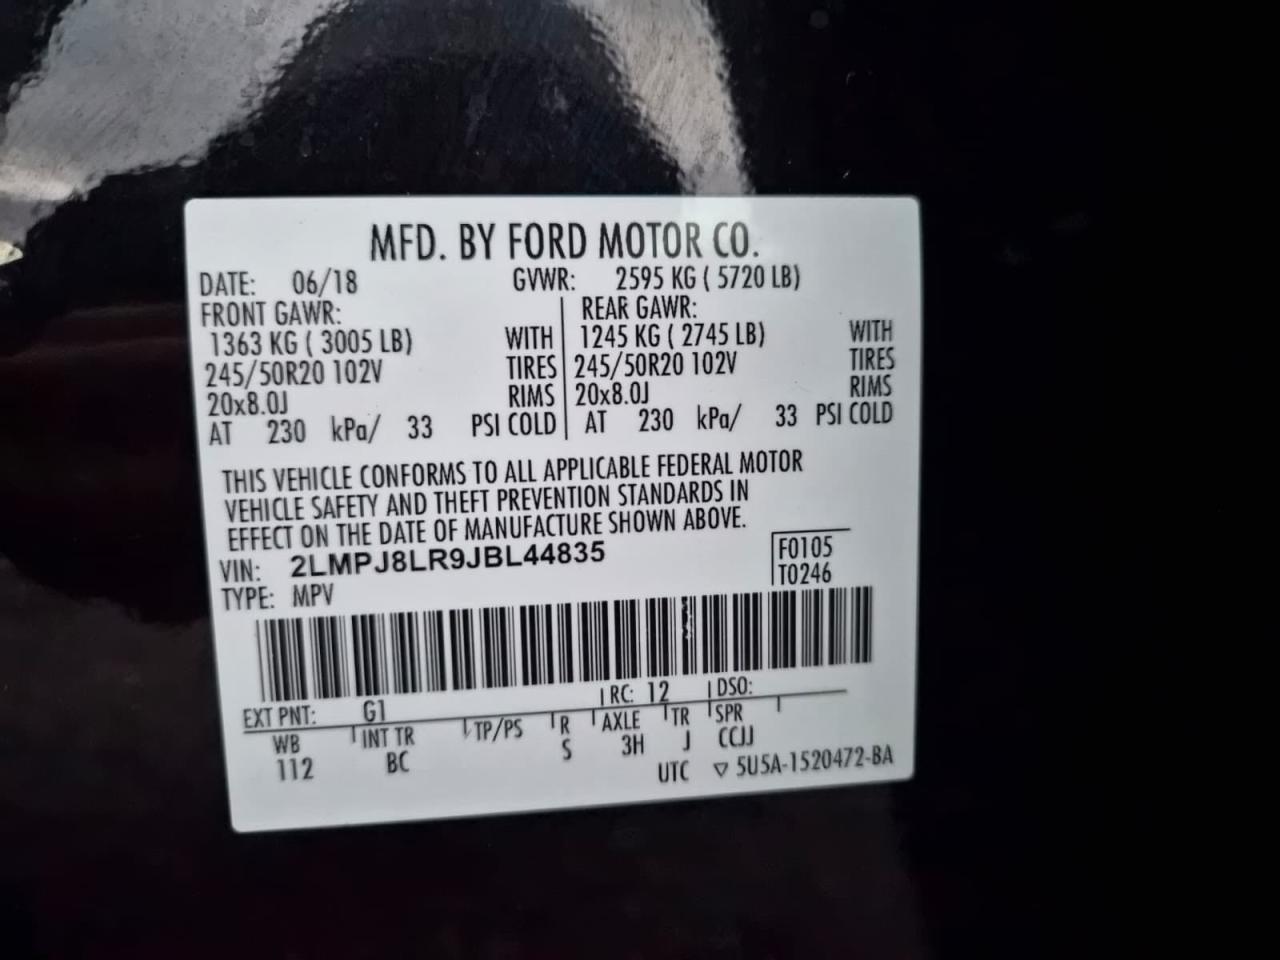 MFD. BY FORD MOTOR CO.
DATE: 06/18 GVWR: 2595 KG ( 5720 LB)
FRONT GAWR: REAR GAWR:
1363 KG ( 3005 LB) WITH 1245 KG ( 2745 LB) WITH
245/50R20 102V TIRES 245/50R20 102V TIRES
20x8.0J RIMS 20x8.0J RIMS
AT 230 kPa/ 33 PSI COLD AT 230 kPa/ 33 PSI COLD
THIS VEHICLE CONFORMS TO ALL APPLICABLE FEDERAL MOTOR
VEHICLE SAFETY AND THEFT PREVENTION STANDARDS IN
EFFECT ON THE DATE OF MANUFACTURE SHOWN ABOVE.
VIN: 2LMPJ8LR9JBL44835 F0105
TYPE: MPV T0246
EXT PNT: G1 RC: 12 DSO:
WB INT TR TP/PS R AXLE TR SPR
112 BC S 3H J CCJJ
UTC ▽ 5U5A-1520472-BA